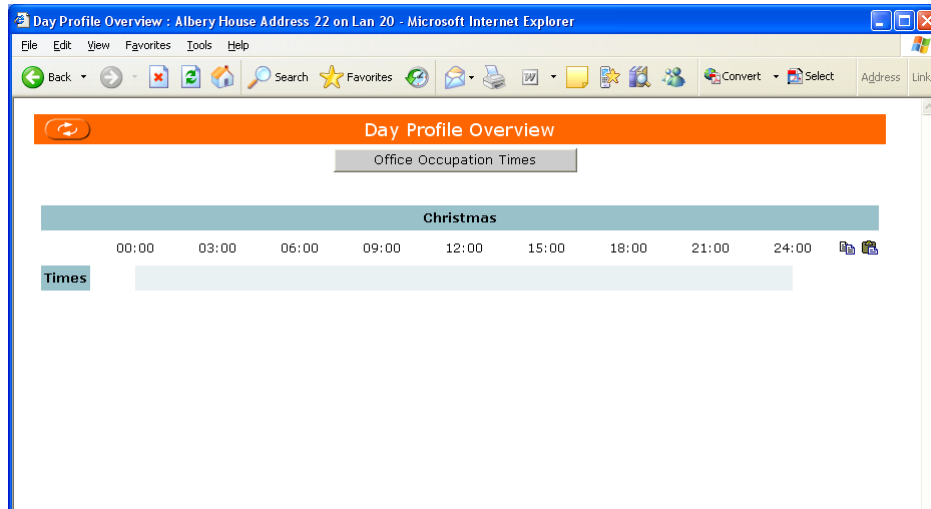 Day Profile Overview : Albery House Address 22 on Lan 20 - Microsoft Internet Explorer
File Edit View Favorites Tools Help
Back Search Favorites W Convert Select Address
Day Profile Overview
Office Occupation Times
Christmas
00:00 03:00 06:00 09:00 12:00 15:00 18:00 21:00 24:00
Times